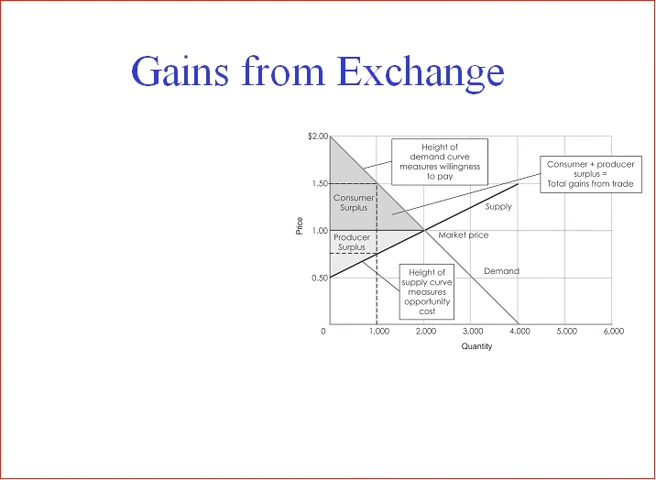 Gains from Exchange
$2.00
Height of
demand curve
measures willingness
to pay
Consumer + producer
surplus =
Total gains from trade
1.50
Consumer
Surplus
Supply
Price
1.00
Market price
Producer
Surplus
Height of
supply curve
measures
opportunity
cost
Demand
0.50
0 1,000 2,000 3,000 4,000 5,000 6,000
Quantity